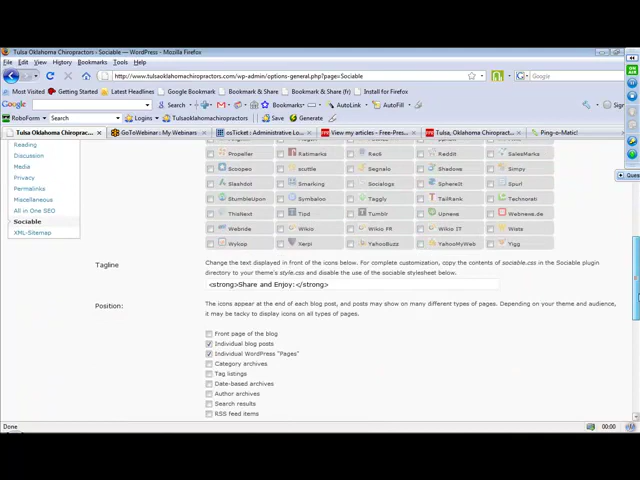 Tulsa Oklahoma Chiropractors - Sociable — WordPress - Mozilla Firefox
File Edit View History Bookmarks Tools Help
http://www.tulsaoklahomachiropractors.com/wp-admin/options-general.php?page=Sociable
Google
Most Visited Getting Started Latest Headlines Bookmark & Share Bookmark & Share (fr) Install for Firefox
Google Search Bookmarks AutoLink AutoFill
RoboForm Search Logins Tulsaoklahomachiropractors Save Generate
Tulsa Oklahoma Chiropract... GoToWebinar : My Webinars osTicket : Administrative Lo... View my articles - Free-Pres... Tulsa, Oklahoma Chiropract... Ping-o-Matic!
Reading
Discussion
Media
Privacy
Permalinks
Miscellaneous
All in One SEO
Sociable
XML-Sitemap
Propeller Ratimarks Rec6 Reddit SalesMarks
Scoopeo scuttle Segnalo Shadows Simpy
Slashdot Smarking Socialogs SphereIt Spurl
StumbleUpon Symbaloo Taggly TailRank Technorati
ThisNext Tipd Tumblr Upnews Webnews.de
Webride Wikio Wikio FR Wikio IT Wists
Wykop Xerpi YahooBuzz YahooMyWeb Yigg
Tagline
Change the text displayed in front of the icons below. For complete customization, copy the contents of sociable.css in the Sociable plugin
directory to your theme's style.css and disable the use of the sociable stylesheet below.
<strong>Share and Enjoy:</strong>
Position:
The icons appear at the end of each blog post, and posts may show on many different types of pages. Depending on your theme and audience,
it may be tacky to display icons on all types of pages.
Front page of the blog
Individual blog posts
Individual WordPress "Pages"
Category archives
Tag listings
Date-based archives
Author archives
Search results
RSS feed items
Done
00:00